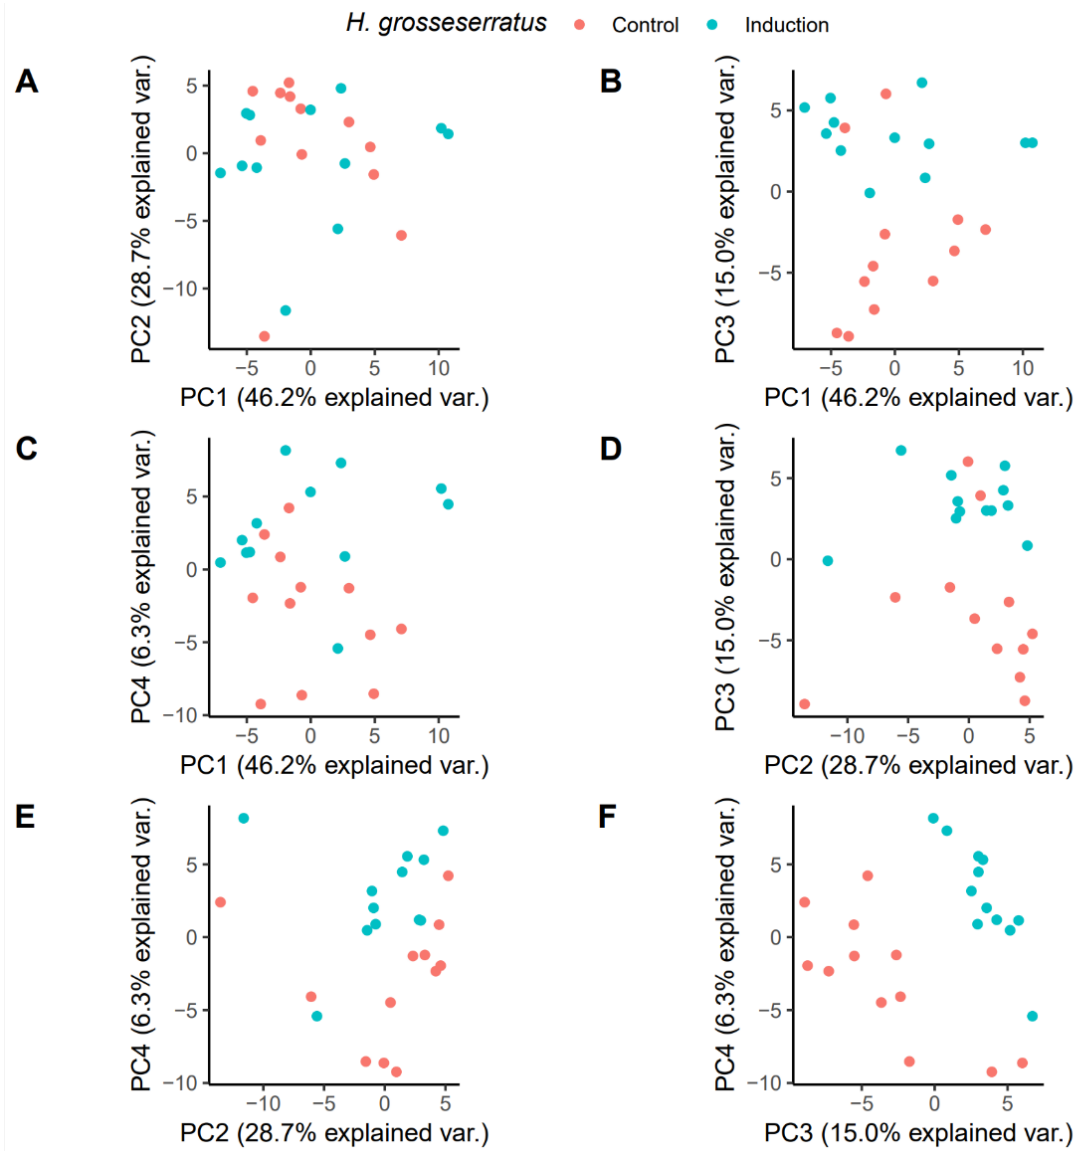 H. grosseserratus Control Induction
A
PC2 (28.7% explained var.)
5
0
−5
−10
−5 0 5 10
PC1 (46.2% explained var.)
B
PC3 (15.0% explained var.)
5
0
−5
−5 0 5 10
PC1 (46.2% explained var.)
C
PC4 (6.3% explained var.)
5
0
−5
−10
−5 0 5 10
PC1 (46.2% explained var.)
D
PC3 (15.0% explained var.)
5
0
−5
−10 −5 0 5
PC2 (28.7% explained var.)
E
PC4 (6.3% explained var.)
5
0
−5
−10
−10 −5 0 5
PC2 (28.7% explained var.)
F
PC4 (6.3% explained var.)
5
0
−5
−10
−5 0 5
PC3 (15.0% explained var.)